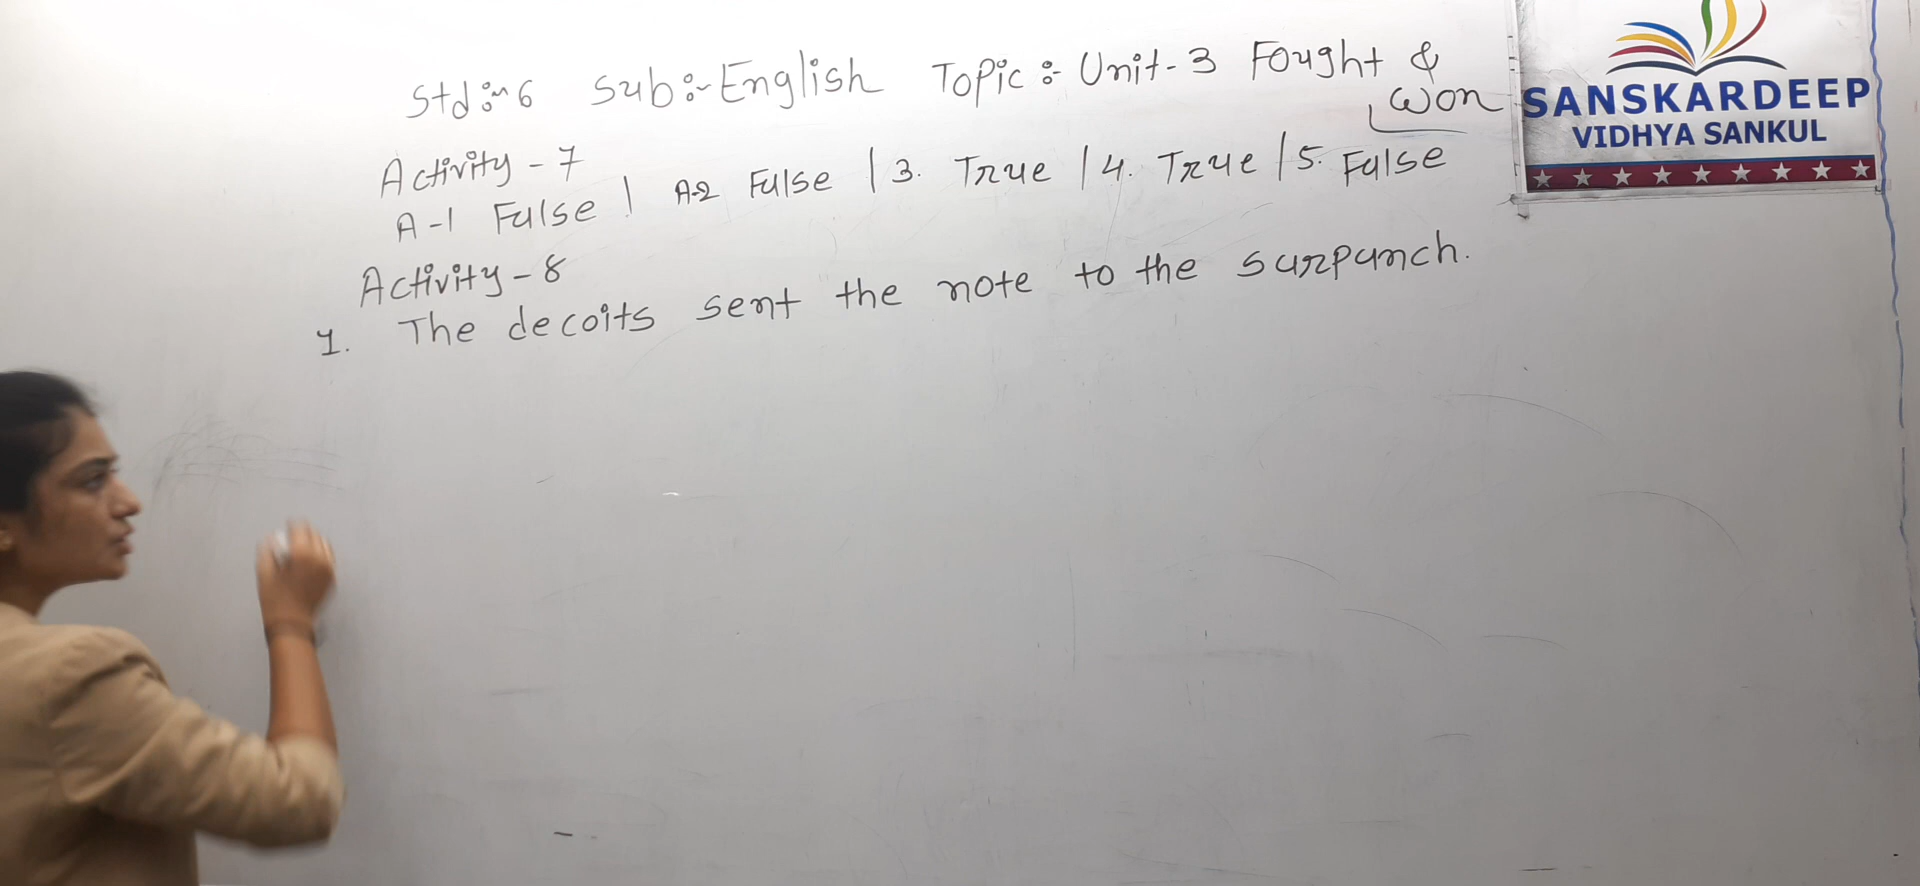 Std:- 6 Sub:- English Topic:- Unit-3 Fought &
Won
Activity - 7
A-1 False | A-2 False | 3. True | 4. True | 5. False
Activity - 8
1. The decoits sent the note to the surpunch.
SANSKARDEEP
VIDHYA SANKUL